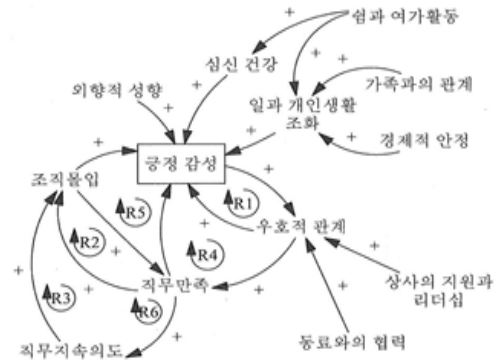 쉼과 여가활동
심신 건강
외향적 성향
가족과의 관계
일과 개인생활
조화
경제적 안정
긍정 감성
조직몰입
R1
R5
우호적 관계
R2
R4
직무만족
상사의 지원과
리더십
R3
R6
동료와의 협력
직무지속의도